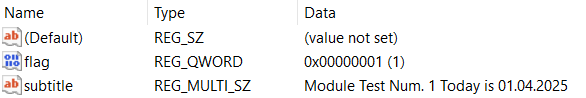 Name Type Data
(Default) REG_SZ (value not set)
flag REG_QWORD 0x00000001 (1)
subtitle REG_MULTI_SZ Module Test Num. 1 Today is 01.04.2025